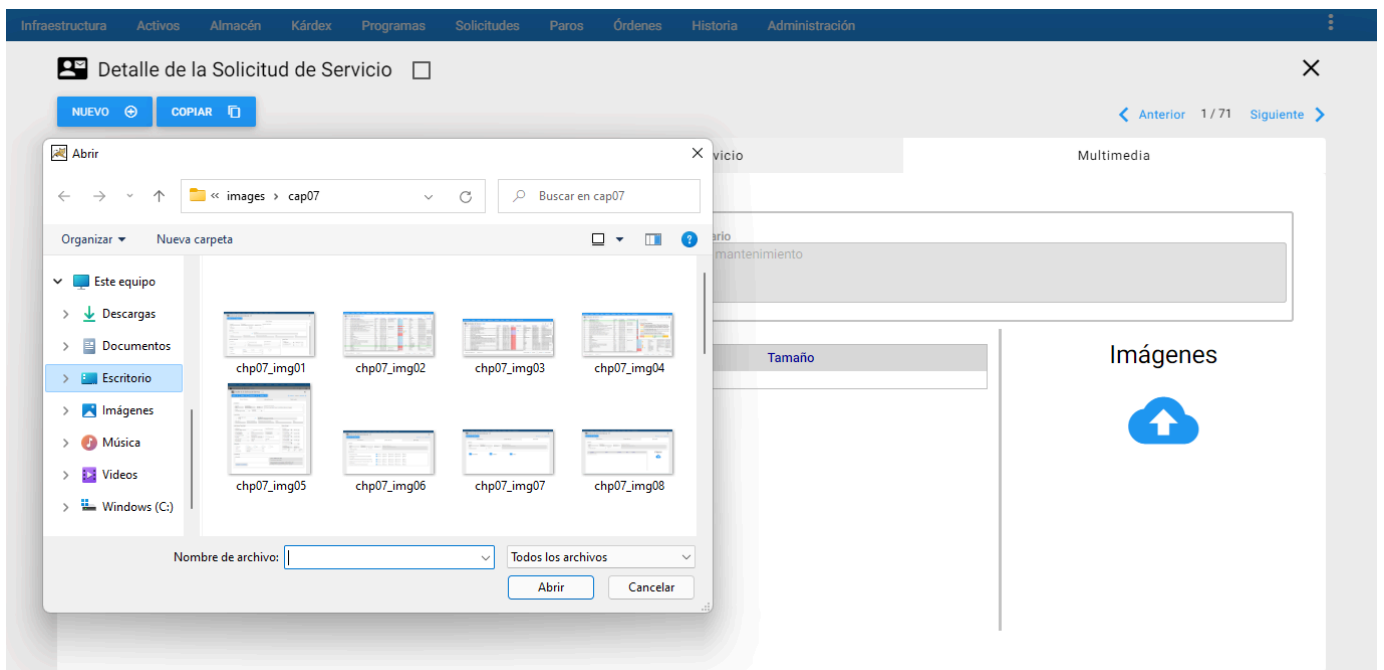 Infraestructura Activos Almacén Kárdex Programas Solicitudes Paros Órdenes Historia Administración
Detalle de la Solicitud de Servicio
NUEVO COPIAR Anterior 1 / 71 Siguiente
Abrir
vicio Multimedia
« images › cap07 Buscar en cap07
Organizar Nueva carpeta
ario
mantenimiento
Este equipo
Descargas
Documentos
Escritorio
Imágenes
Música
Videos
Windows (C:)
chp07_img01 chp07_img02 chp07_img03 chp07_img04
chp07_img05 chp07_img06 chp07_img07 chp07_img08
Tamaño
Imágenes
Nombre de archivo: Todos los archivos
Abrir Cancelar